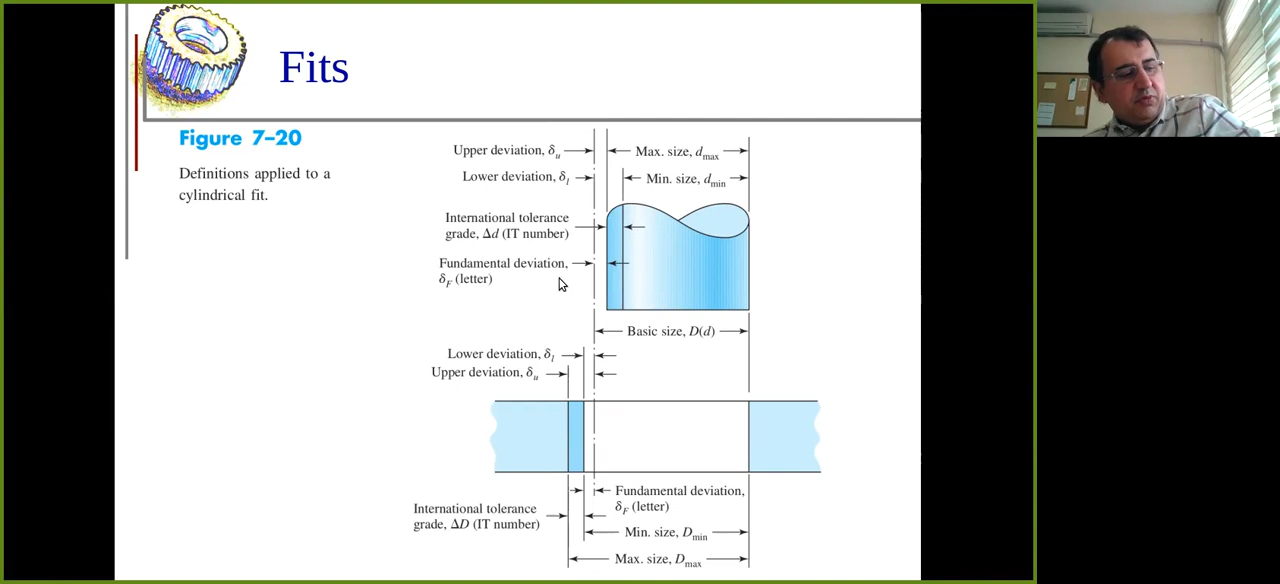 Fits
Figure 7–20
Definitions applied to a
cylindrical fit.
Upper deviation, δu
Max. size, dmax
Lower deviation, δl
Min. size, dmin
International tolerance
grade, Δd (IT number)
Fundamental deviation,
δF (letter)
Basic size, D(d)
Lower deviation, δl
Upper deviation, δu
Fundamental deviation,
δF (letter)
International tolerance
grade, ΔD (IT number)
Min. size, Dmin
Max. size, Dmax